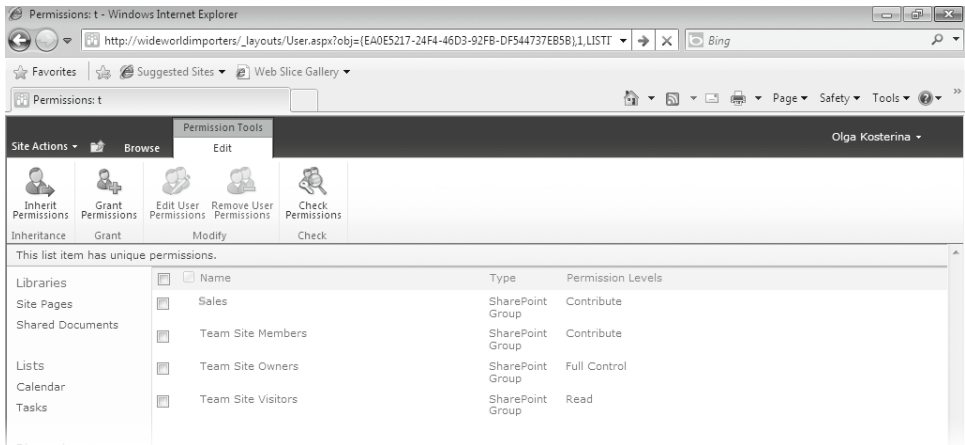 Permissions: t - Windows Internet Explorer
http://wideworldimporters/_layouts/User.aspx?obj={EA0E5217-24F4-46D3-92FB-DF544737EB5B},1,LISTI
Bing
Favorites
Suggested Sites
Web Slice Gallery
Permissions: t
Page
Safety
Tools
Permission Tools
Site Actions
Browse
Edit
Olga Kosterina
Inherit Permissions
Grant Permissions
Edit User Permissions
Remove User Permissions
Check Permissions
Inheritance
Grant
Modify
Check
This list item has unique permissions.
Libraries
Site Pages
Shared Documents
Lists
Calendar
Tasks
Name Type Permission Levels
Sales SharePoint Group Contribute
Team Site Members SharePoint Group Contribute
Team Site Owners SharePoint Group Full Control
Team Site Visitors SharePoint Group Read